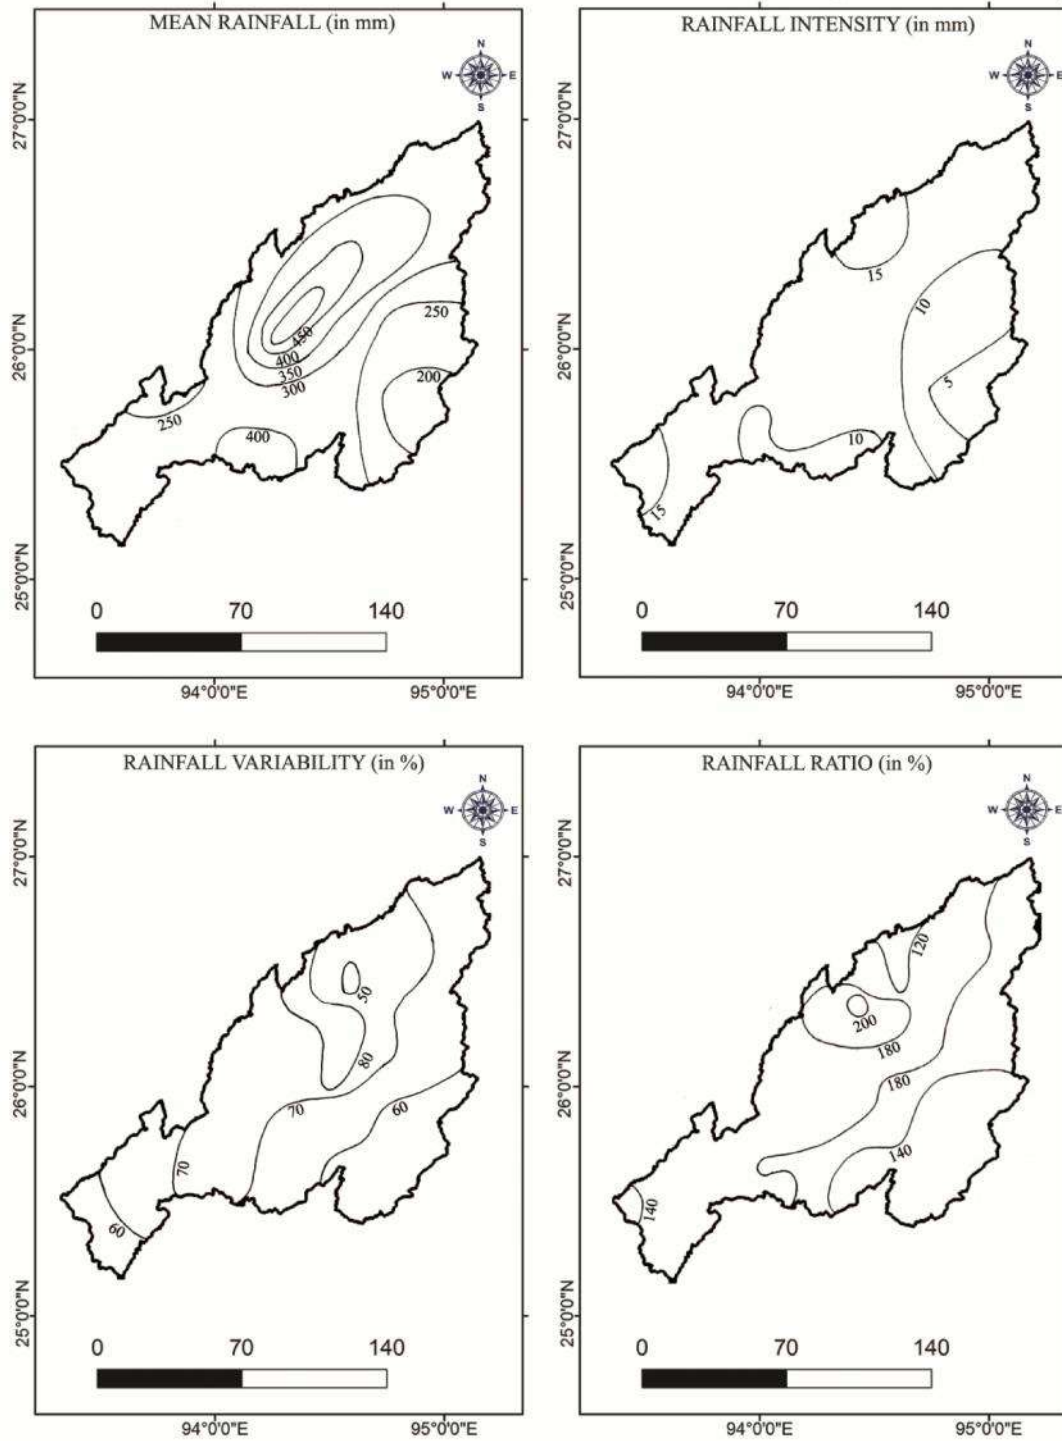 MEAN RAINFALL (in mm)
N
W E
S
27°0'0"N
26°0'0"N
25°0'0"N
450
400
350
300
250
200
250
400
0 70 140
94°0'0"E 95°0'0"E
RAINFALL INTENSITY (in mm)
N
W E
S
27°0'0"N
26°0'0"N
25°0'0"N
15
10
5
10
15
0 70 140
94°0'0"E 95°0'0"E
RAINFALL VARIABILITY (in %)
N
W E
S
27°0'0"N
26°0'0"N
25°0'0"N
50
80
70
60
70
60
0 70 140
94°0'0"E 95°0'0"E
RAINFALL RATIO (in %)
N
W E
S
27°0'0"N
26°0'0"N
25°0'0"N
120
200
180
180
140
140
0 70 140
94°0'0"E 95°0'0"E